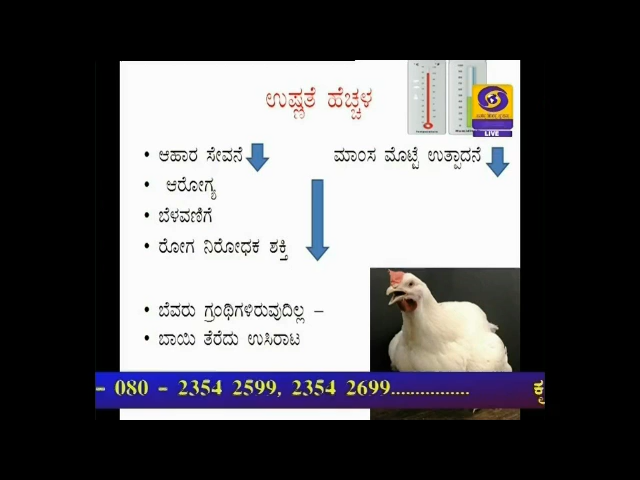 ಉಷ್ಣತೆ ಹೆಚ್ಚಳ
LIVE
• ಆಹಾರ ಸೇವನೆ ಮಾಂಸ ಮೊಟ್ಟೆ ಉತ್ಪಾದನೆ
• ಆರೋಗ್ಯ
• ಬೆಳವಣಿಗೆ
• ರೋಗ ನಿರೋಧಕ ಶಕ್ತಿ
• ಬೆವರು ಗ್ರಂಥಿಗಳಿರುವುದಿಲ್ಲ –
• ಬಾಯಿ ತೆರೆದು ಉಸಿರಾಟ
– 080 – 2354 2599, 2354 2699................